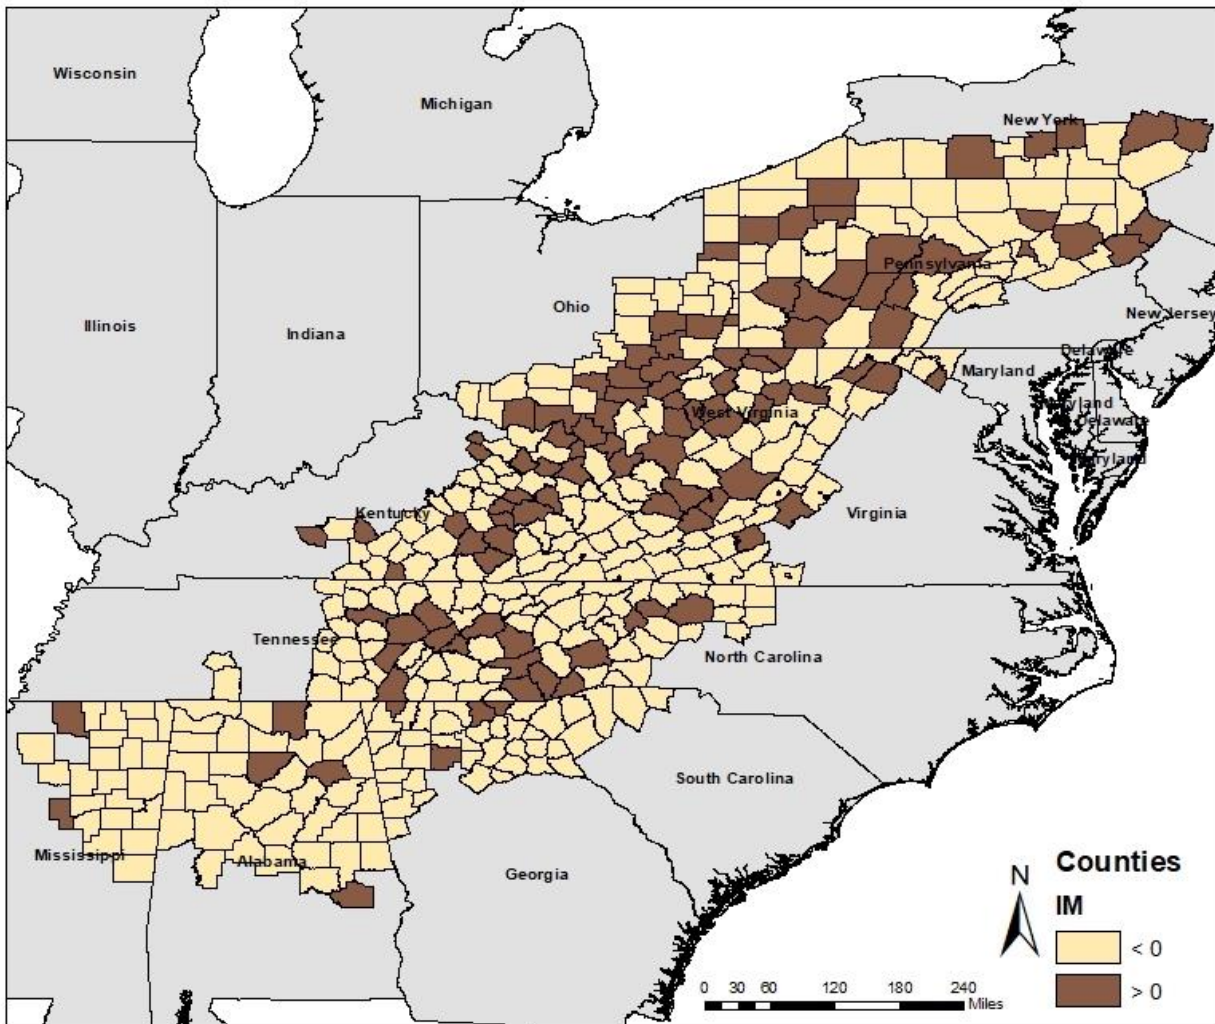 Wisconsin
Michigan
New York
Pennsylvania
Ohio
Illinois
Indiana
New Jersey
Delaware
Maryland
West Virginia
Maryland
Delaware
Maryland
Kentucky
Virginia
Tennessee
North Carolina
South Carolina
Mississippi
Alabama
Georgia
Counties
N
IM
< 0
> 0
0 30 60 120 180 240
Miles